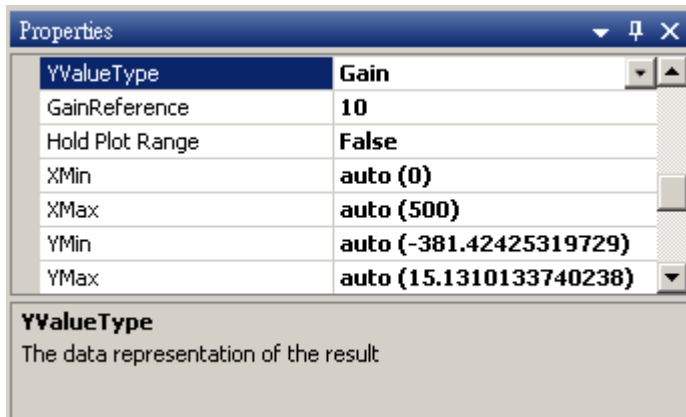 Properties
YValueType Gain
GainReference 10
Hold Plot Range False
XMin auto (0)
XMax auto (500)
YMin auto (-381.42425319729)
YMax auto (15.1310133740238)
YValueType
The data representation of the result